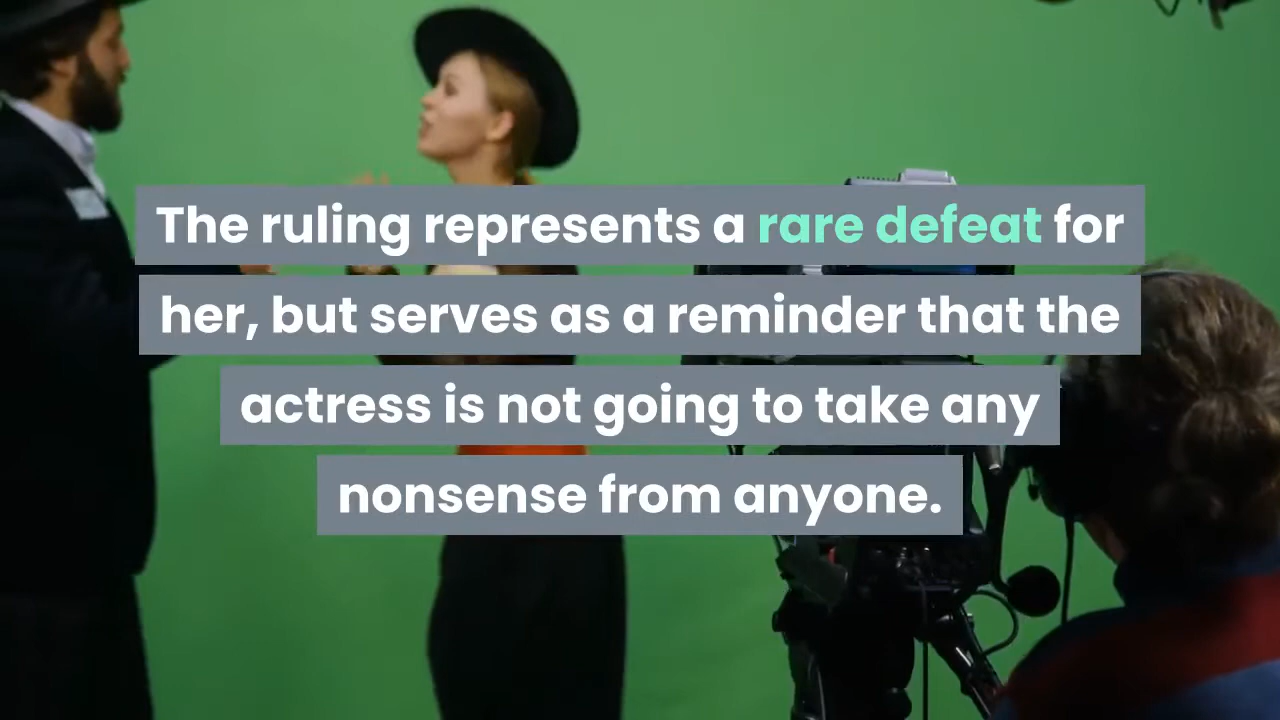 The ruling represents a rare defeat for
her, but serves as a reminder that the
actress is not going to take any
nonsense from anyone.